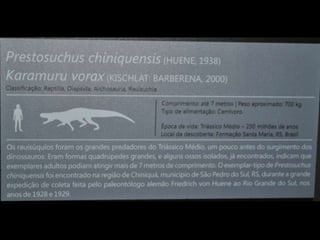 Prestosuchus chiniquensis (HUENE, 1938)
Karamuru vorax (KISCHLAT: BARBERENA, 2000)
Classificação: Reptilia, Diapsida, Archosauria, Rauisuchia
Comprimento: até 7 metros | Peso aproximado: 700 kg
Tipo de alimentação: Carnívoro
Época de vida: Triássico Médio – 230 milhões de anos
Local da descoberta: Formação Santa Maria, RS, Brasil
Os rauisúquios foram os grandes predadores do Triássico Médio, um pouco antes do surgimento dos
dinossauros. Eram formas quadrúpedes grandes, e alguns ossos isolados, já encontrados, indicam que
exemplares adultos podiam atingir mais de 7 metros de comprimento. O exemplar-tipo de Prestosuchus
foi encontrado na região de Chiniquá, município de São Pedro do Sul, RS, durante a grande
expedição de coleta feita pelo paleontólogo alemão Friedrich von Huene ao Rio Grande do Sul, nos
anos de 1928 e 1929.